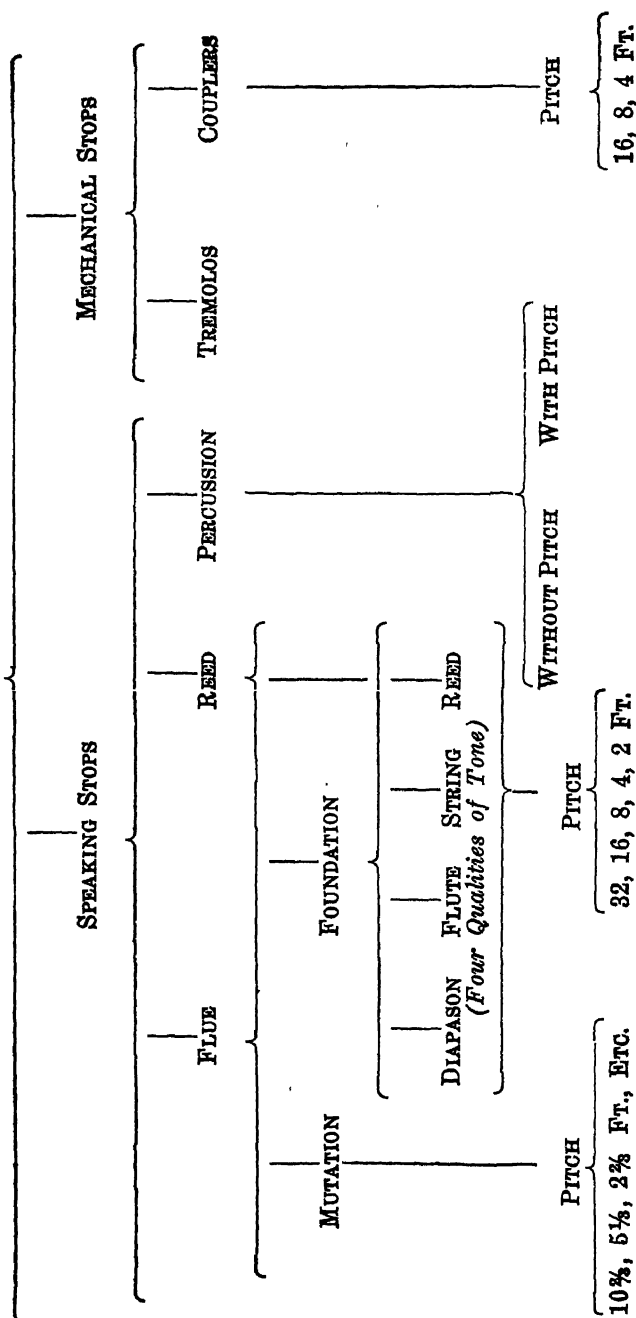 SPEAKING STOPS MECHANICAL STOPS
FLUE REED PERCUSSION TREMOLOS COUPLERS
MUTATION FOUNDATION
DIAPASON FLUTE STRING REED
(Four Qualities of Tone)
PITCH PITCH WITHOUT PITCH WITH PITCH PITCH
10⅔, 5⅓, 2⅔ FT., ETC. 32, 16, 8, 4, 2 FT. 16, 8, 4 FT.